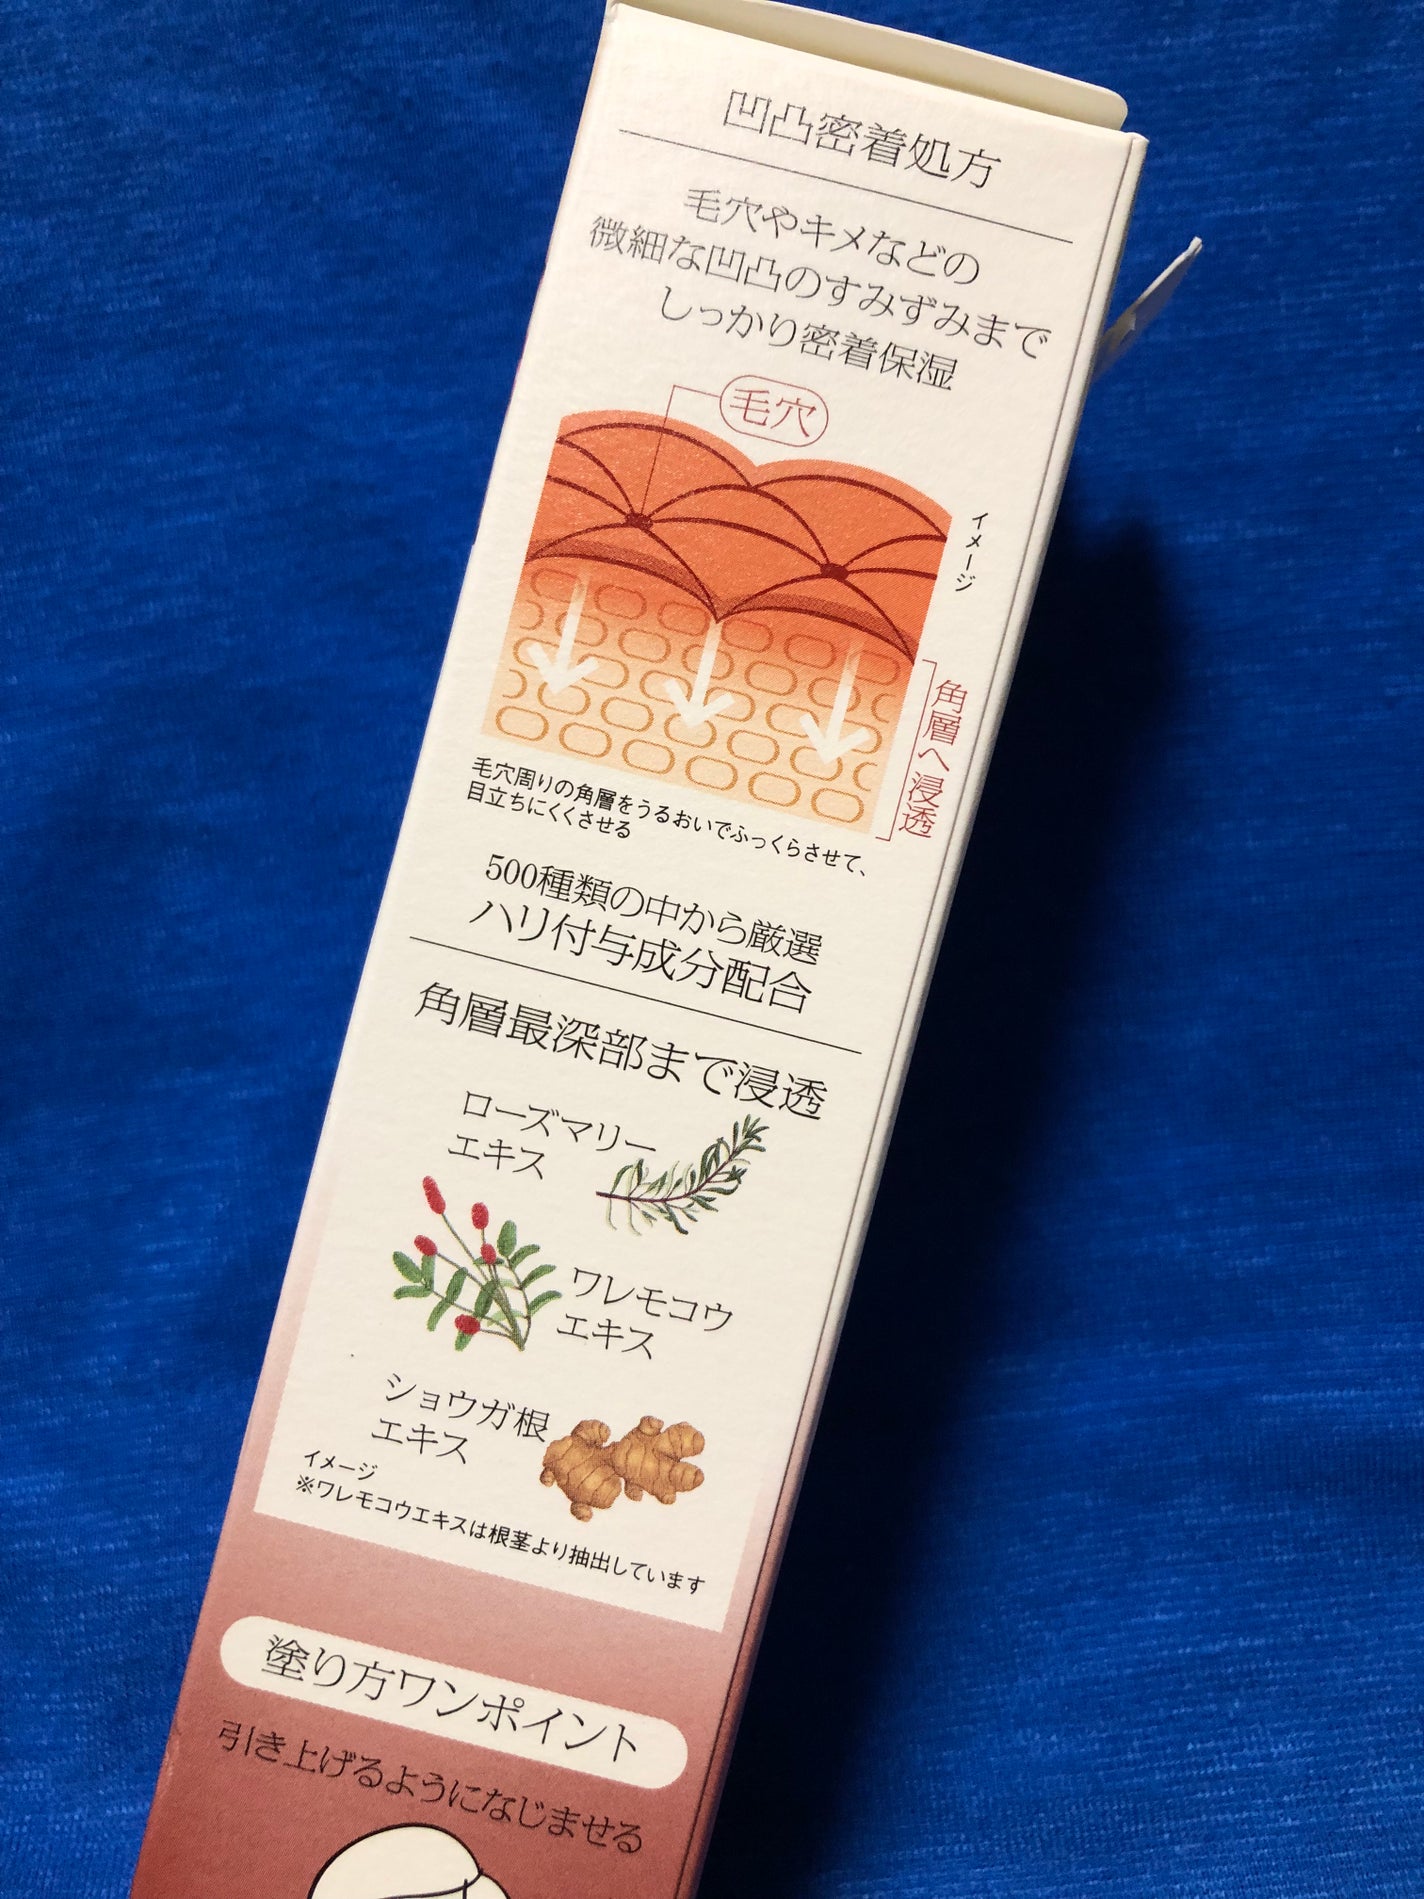 凹凸密着処方
毛穴やキメなどの
微細な凹凸のすみずみまで
しっかり密着保湿
毛穴
イメージ
角層へ浸透
毛穴周りの角層をうるおいでふっくらさせて、
目立ちにくくさせる
500種類の中から厳選
ハリ付与成分配合
角層最深部まで浸透
ローズマリー
エキス
ワレモコウ
エキス
ショウガ根
エキス
イメージ
※ワレモコウエキスは根茎より抽出しています
塗り方ワンポイント
引き上げるようになじませる